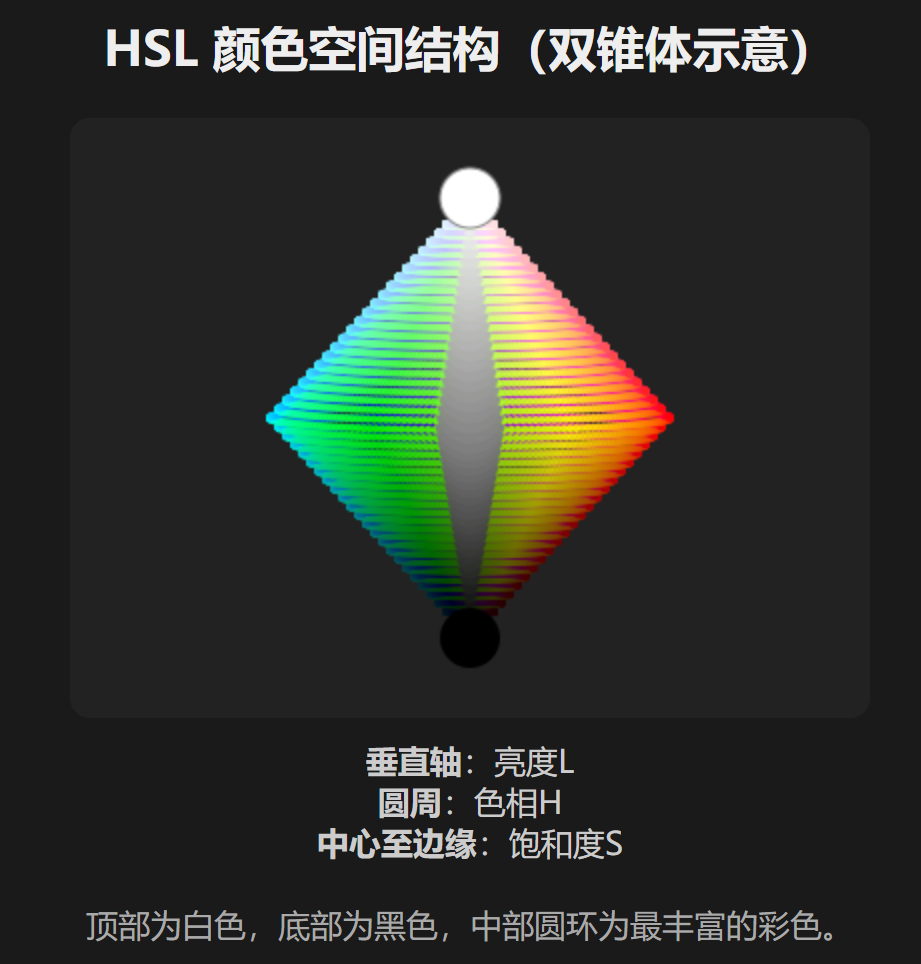 HSL 颜色空间结构（双锥体示意）
垂直轴：亮度L
圆周：色相H
中心至边缘：饱和度S
顶部为白色，底部为黑色，中部圆环为最丰富的彩色。